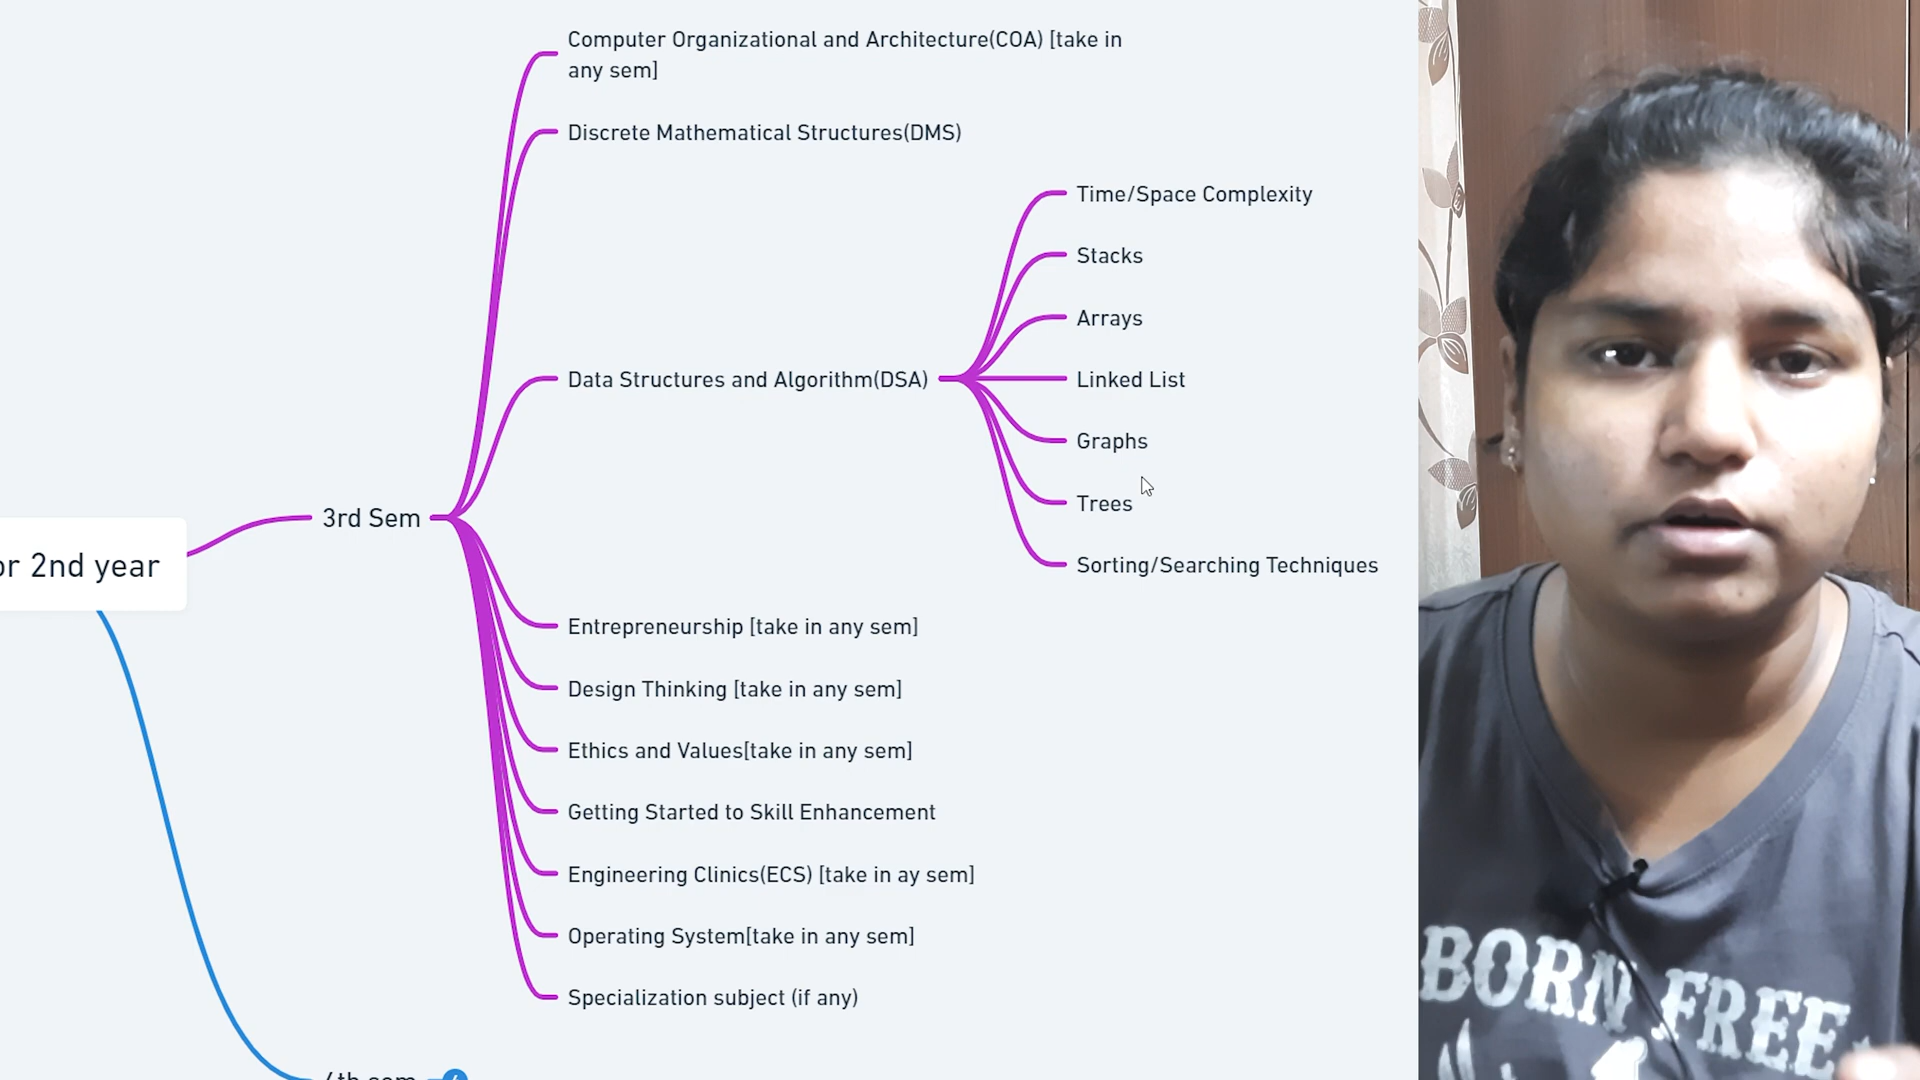 Computer Organizational and Architecture(COA) [take in
any sem]
Discrete Mathematical Structures(DMS)
Time/Space Complexity
Stacks
Arrays
Data Structures and Algorithm(DSA)
Linked List
Graphs
Trees
Sorting/Searching Techniques
3rd Sem
or 2nd year
Entrepreneurship [take in any sem]
Design Thinking [take in any sem]
Ethics and Values[take in any sem]
Getting Started to Skill Enhancement
Engineering Clinics(ECS) [take in ay sem]
Operating System[take in any sem]
Specialization subject (if any)
4th sem
BORN FREE